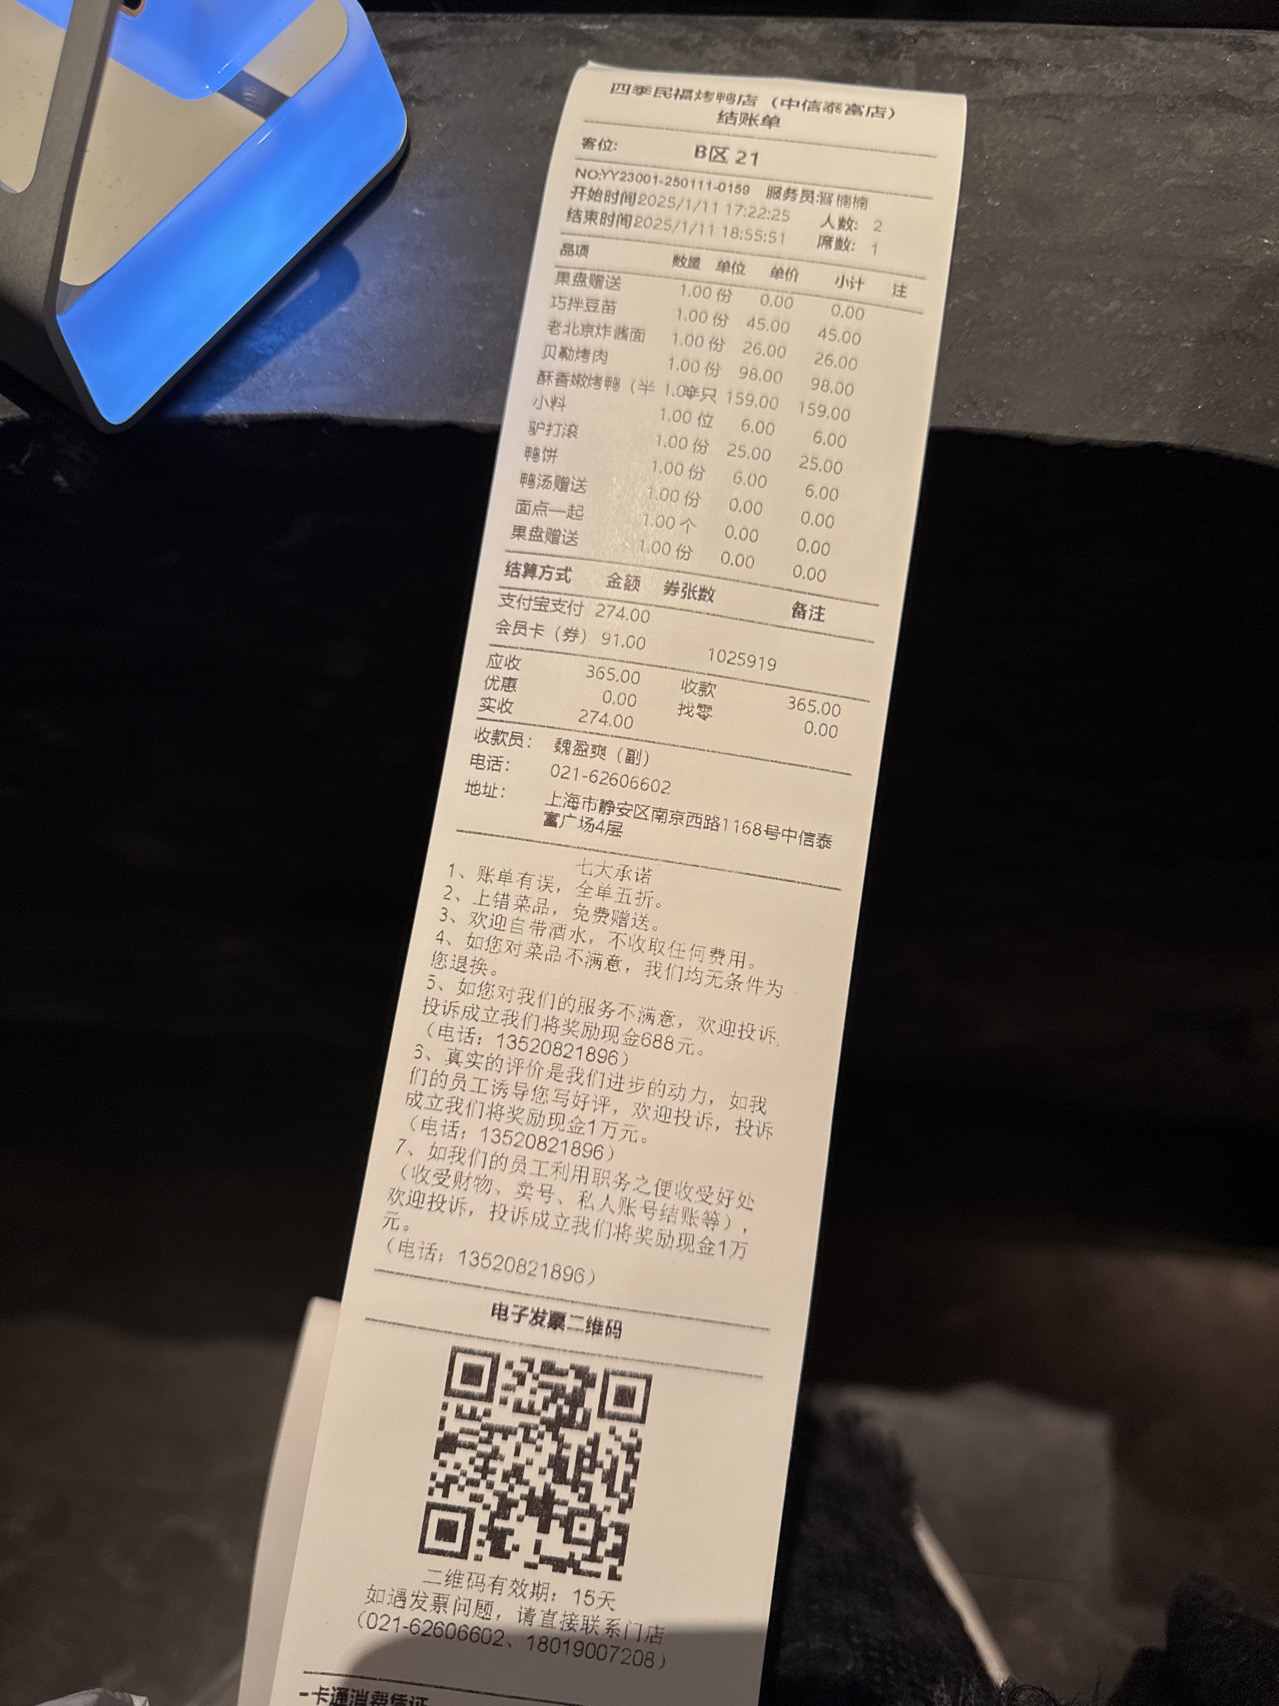 四季民福烤鸭店（中信泰富店）
结账单
客位: B区 21
NO:YY23001-250111-0159 服务员:晋楠楠
开始时间2025/1/11 17:22:25 人数: 2
结束时间2025/1/11 18:55:51 席数: 1
品项 数量 单位 单价 小计 注
果盘赠送 1.00 份 0.00 0.00
巧拌豆苗 1.00 份 45.00 45.00
老北京炸酱面 1.00 份 26.00 26.00
贝勒烤肉 1.00 份 98.00 98.00
酥香嫩烤鸭（半 1.00半只 159.00 159.00
小料 1.00 位 6.00 6.00
驴打滚 1.00 份 25.00 25.00
鸭饼 1.00 份 6.00 6.00
鸭汤赠送 1.00 份 0.00 0.00
面点一起 1.00 个 0.00 0.00
果盘赠送 1.00 份 0.00 0.00
结算方式 金额 券张数 备注
支付宝支付 274.00
会员卡（券） 91.00 1025919
应收 365.00 收款 365.00
优惠 0.00 找零 0.00
实收 274.00
收款员: 魏盈爽（副）
电话: 021-62606602
地址: 上海市静安区南京西路1168号中信泰
富广场4层
七大承诺
1、账单有误，全单五折。
2、上错菜品，免费赠送。
3、欢迎自带酒水，不收取任何费用。
4、如您对菜品不满意，我们均无条件为
您退换。
5、如您对我们的服务不满意，欢迎投诉,
投诉成立我们将奖励现金688元。
（电话：13520821896）
6、真实的评价是我们进步的动力，如我
们的员工诱导您写好评，欢迎投诉，投诉
成立我们将奖励现金1万元。
（电话：13520821896）
7、如我们的员工利用职务之便收受好处
（收受财物、卖号、私人账号结账等），
欢迎投诉，投诉成立我们将奖励现金1万
元。
（电话：13520821896）
电子发票二维码
二维码有效期：15天
如遇发票问题，请直接联系门店
（021-62606602、18019007208）
-卡通消费凭证